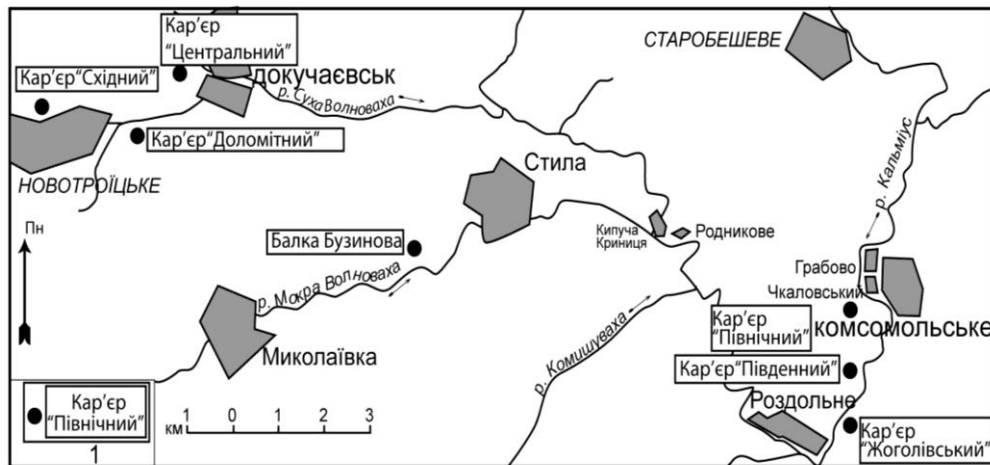 Кар’єр
“Центральний”
СТАРОБЕШЕВЕ
Кар’єр “Східний”
докучаєвськ
р. Суха Волноваха
Кар’єр “Доломітний”
р. Кальміус
НОВОТРОЇЦЬКЕ
Стила
Пн
Кипуча
Криниця
Родникове
Балка Бузинова
Грабово
р. Мокра Волноваха
Чкаловський
Кар’єр
“Північний”
комсомольське
Миколаївка
р. Комишуваха
Кар’єр “Південний”
Роздольне
Кар’єр
“Північний”
1
1 0 1 2 3
км
Кар’єр
“Жоголівський”